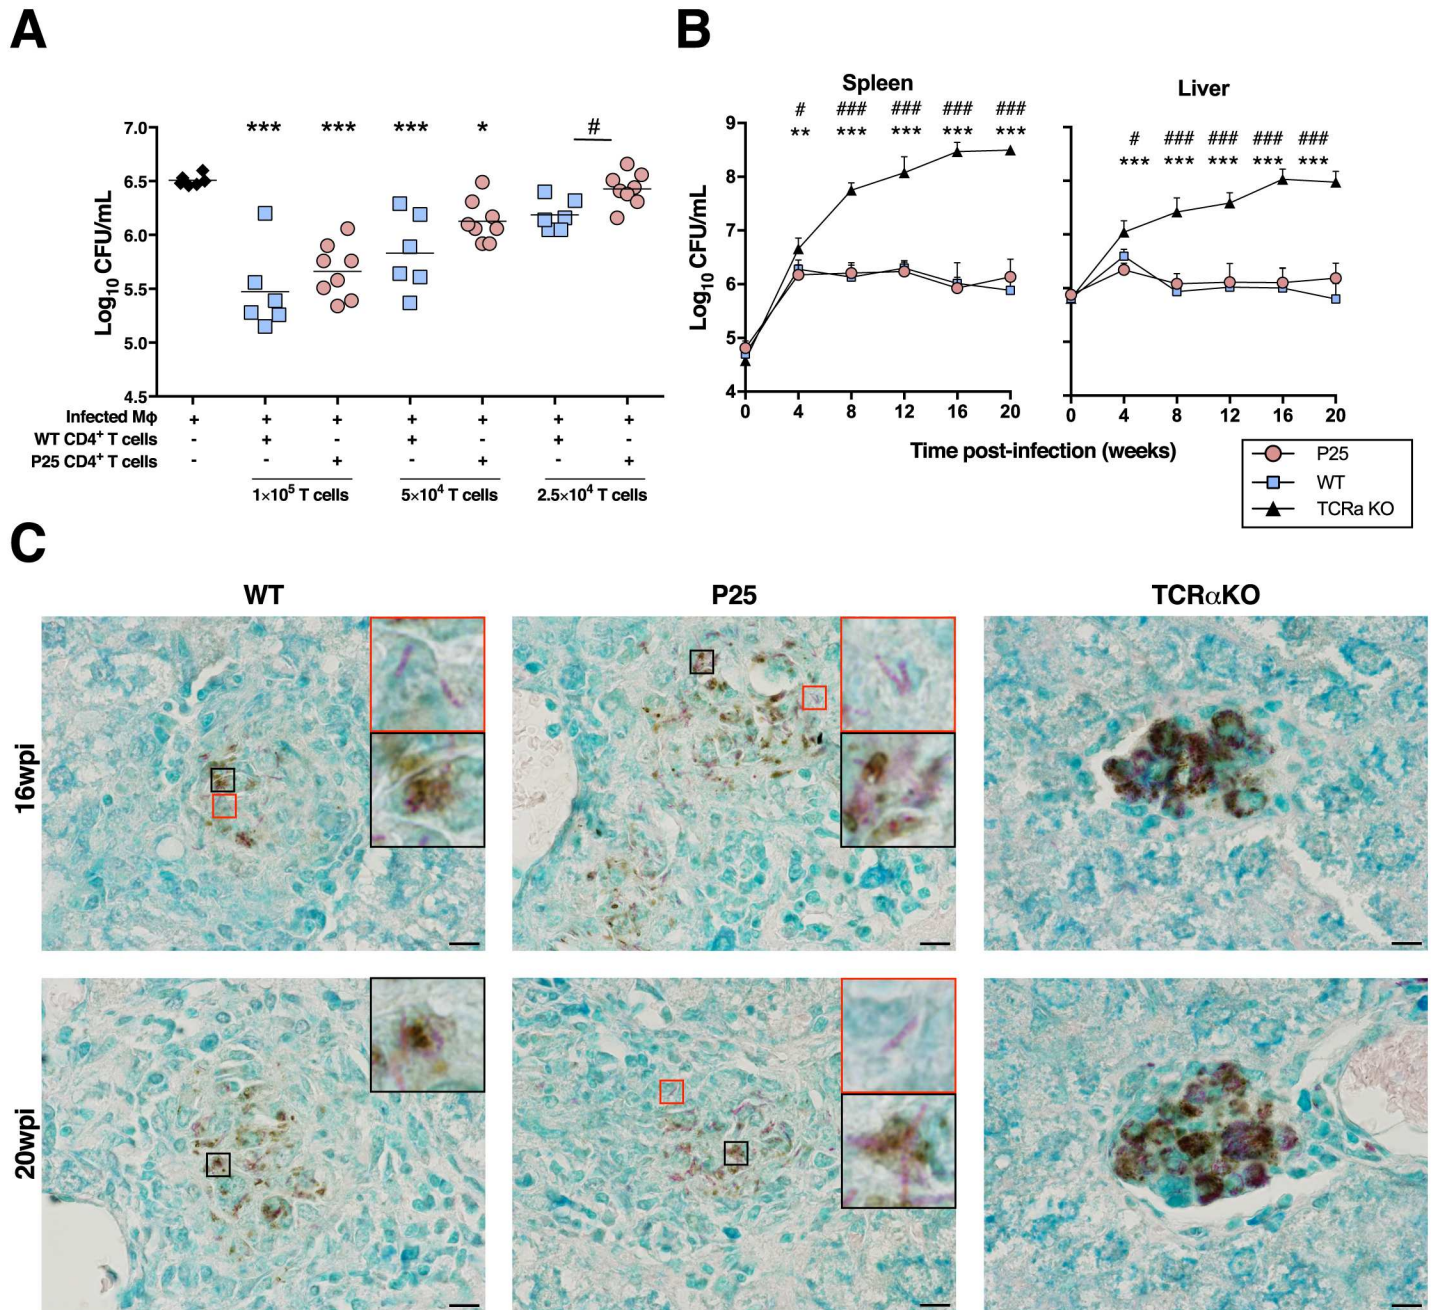 A
B
Spleen
Liver
*** *** *** * #
# ### ### ### ###
** *** *** *** ***
# ### ### ### ###
*** *** *** *** ***
Log10 CFU/mL
7.0
6.5
6.0
5.5
5.0
4.5
Log10 CFU/mL
9
8
7
6
5
4
0 4 8 12 16 20
0 4 8 12 16 20
Time post-infection (weeks)
Infected Mφ + + + + + + +
WT CD4+ T cells - + - + - + -
P25 CD4+ T cells - - + - + - +
1×10⁵ T cells 5×10⁴ T cells 2.5×10⁴ T cells
P25
WT
TCRa KO
C
WT P25 TCRαKO
16wpi
20wpi